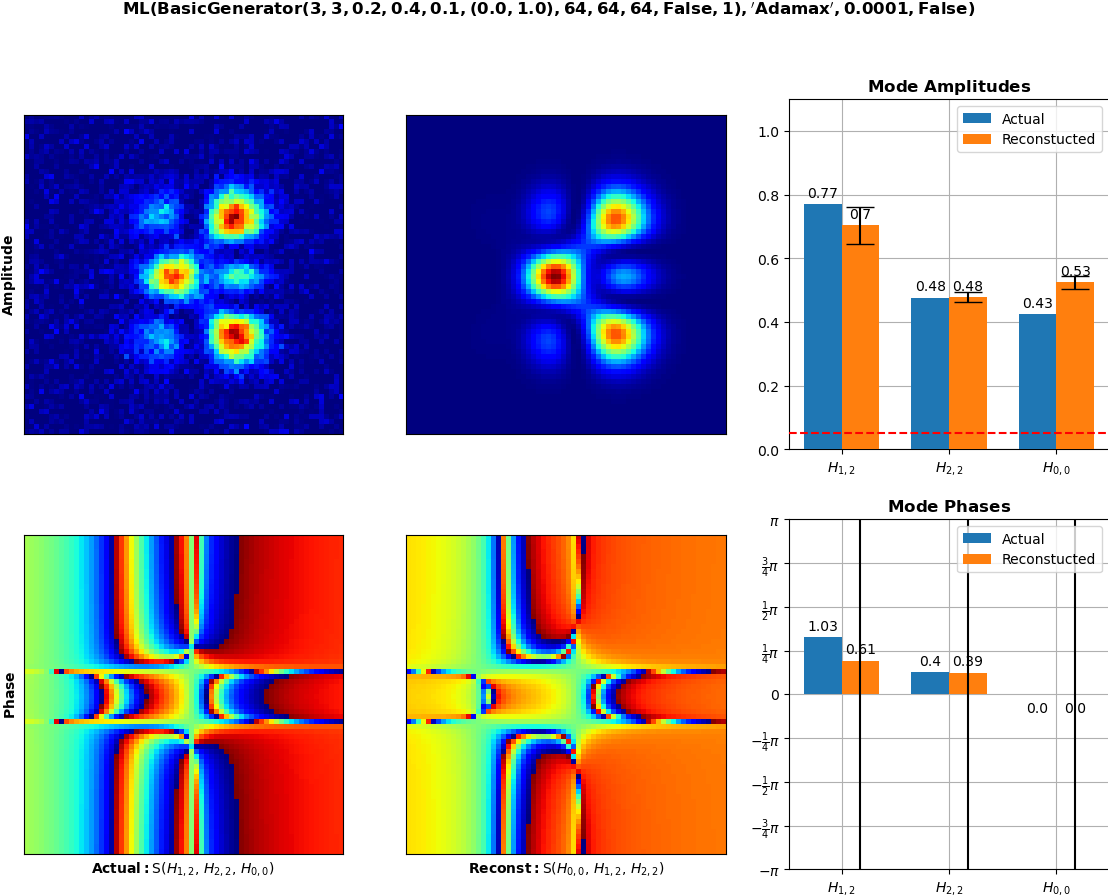 ML(BasicGenerator(3, 3, 0.2, 0.4, 0.1, (0.0, 1.0), 64, 64, 64, False, 1), ′Adamax′, 0.0001, False)
Amplitude
Mode Amplitudes
Actual
Reconstucted
1.0
0.8
0.6
0.4
0.2
0.0
0.77
0.7
0.48
0.48
0.43
0.53
H1,2
H2,2
H0,0
Phase
Actual: S(H1,2, H2,2, H0,0)
Reconst: S(H0,0, H1,2, H2,2)
Mode Phases
Actual
Reconstucted
π
3/4π
1/2π
1/4π
0
−1/4π
−1/2π
−3/4π
−π
1.03
0.61
0.4
0.39
0.0
0.0
H1,2
H2,2
H0,0